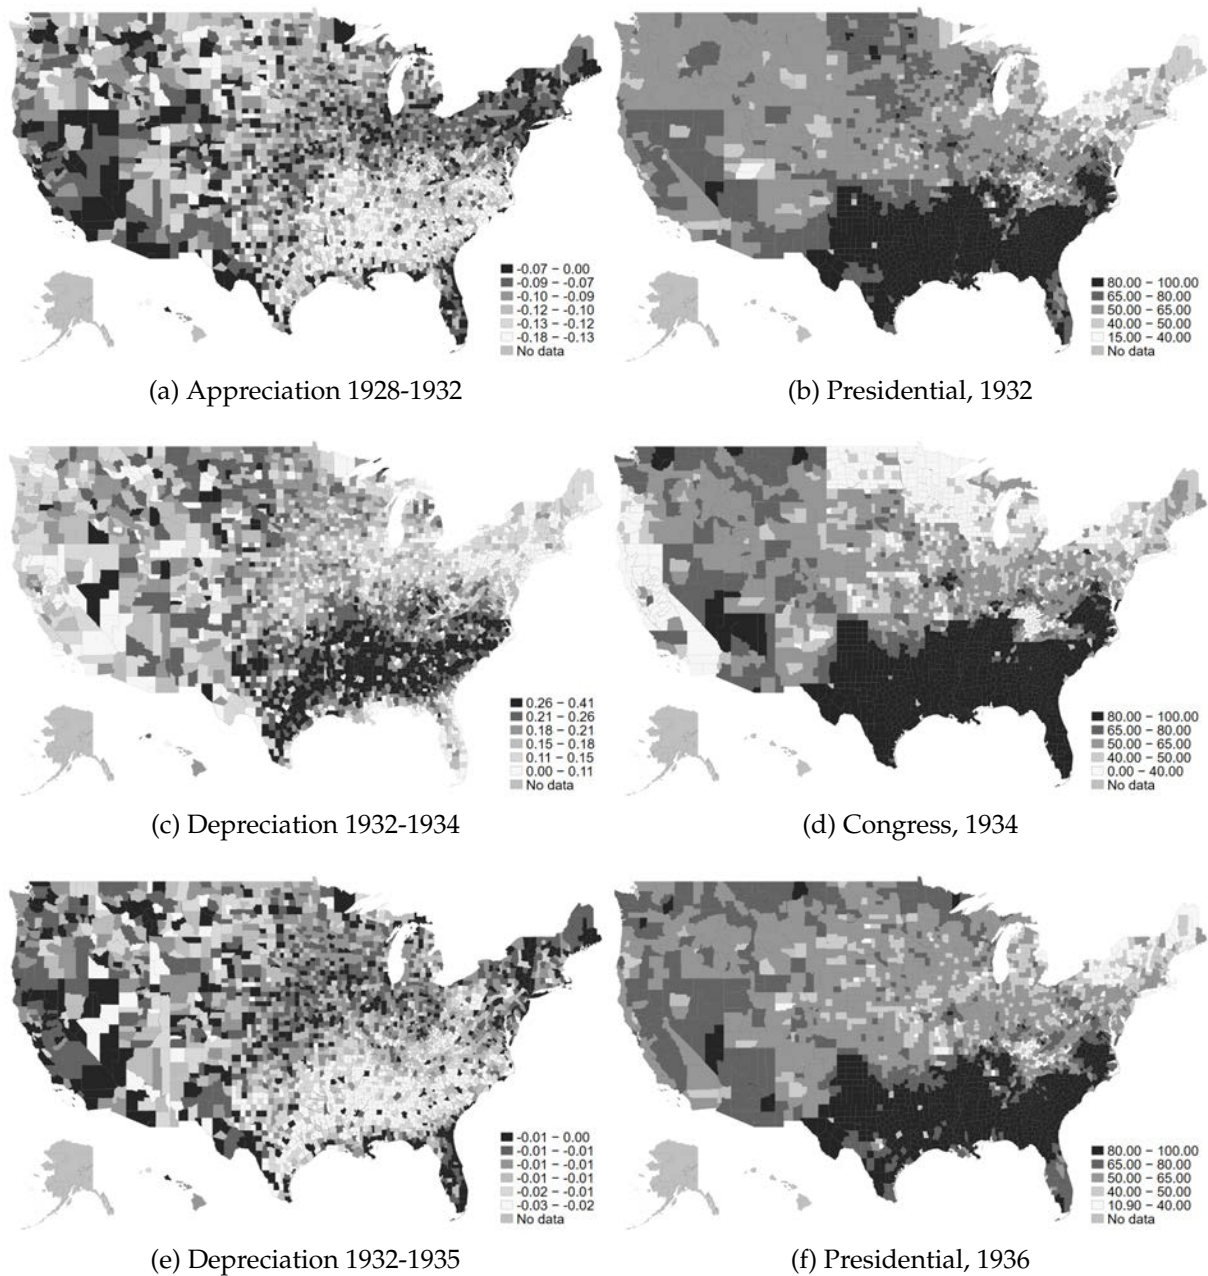 -0.07 – 0.00
-0.09 – -0.07
-0.10 – -0.09
-0.12 – -0.10
-0.13 – -0.12
-0.18 – -0.13
No data
(a) Appreciation 1928-1932
80.00 – 100.00
65.00 – 80.00
50.00 – 65.00
40.00 – 50.00
15.00 – 40.00
No data
(b) Presidential, 1932
0.26 – 0.41
0.21 – 0.26
0.18 – 0.21
0.15 – 0.18
0.11 – 0.15
0.00 – 0.11
No data
(c) Depreciation 1932-1934
80.00 – 100.00
65.00 – 80.00
50.00 – 65.00
40.00 – 50.00
0.00 – 40.00
No data
(d) Congress, 1934
-0.01 – 0.00
-0.01 – -0.01
-0.01 – -0.01
-0.01 – -0.01
-0.02 – -0.01
-0.03 – -0.02
No data
(e) Depreciation 1932-1935
80.00 – 100.00
65.00 – 80.00
50.00 – 65.00
40.00 – 50.00
10.90 – 40.00
No data
(f) Presidential, 1936